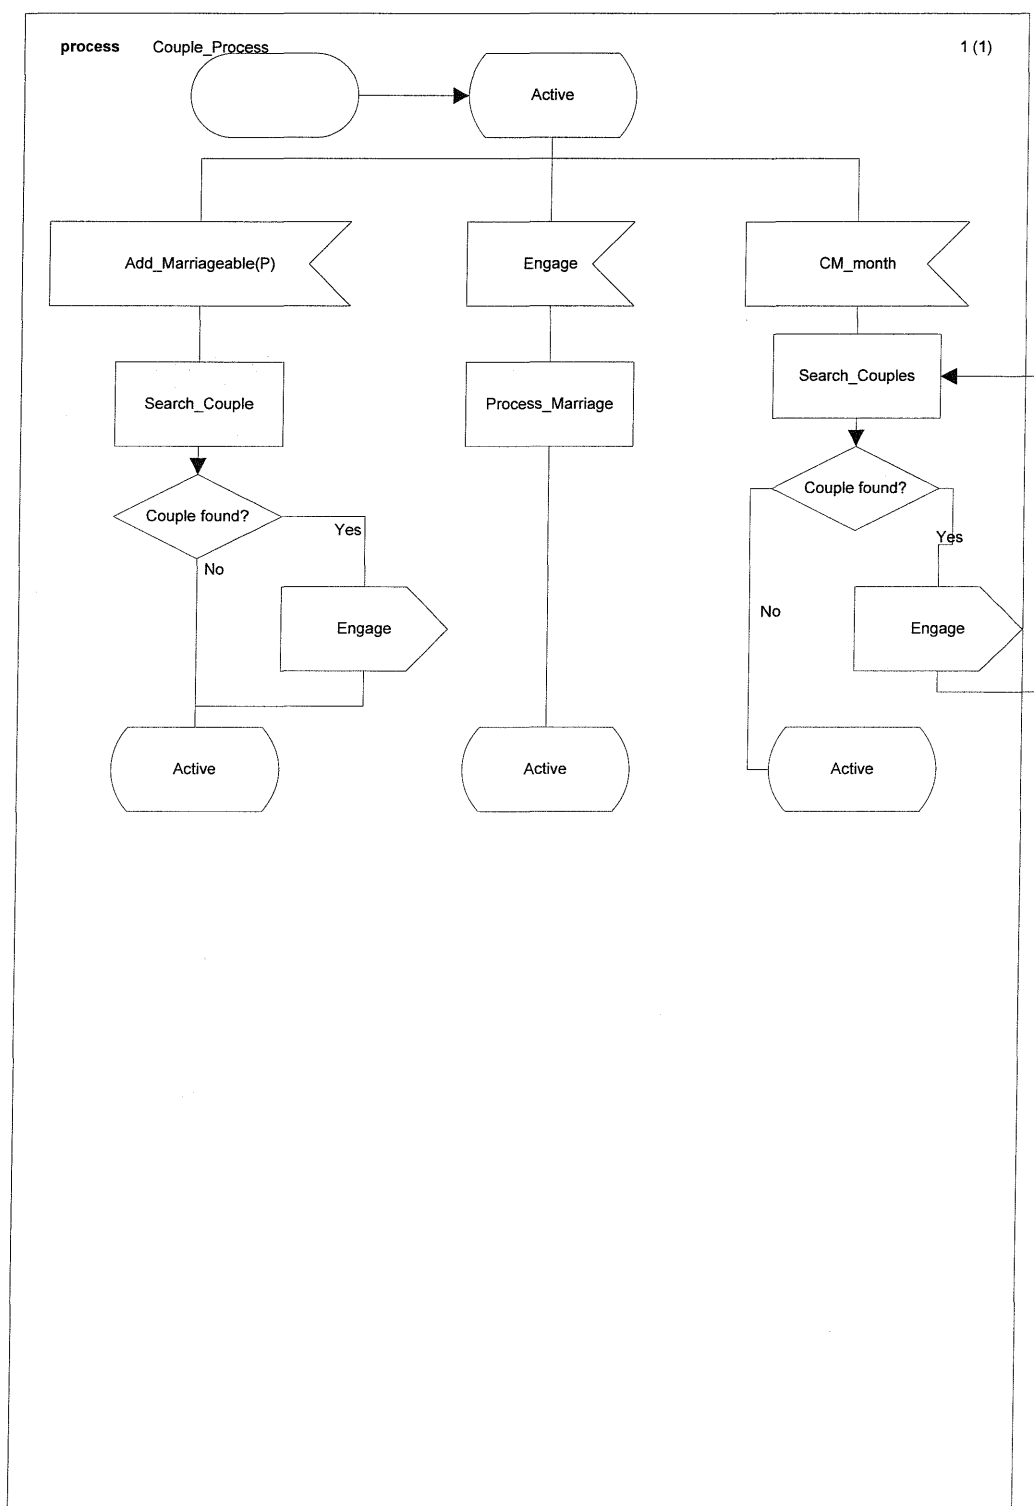 process Couple_Process 1 (1)
Active
Add_Marriageable(P) Engage CM_month
Search_Couple Process_Marriage Search_Couples
Couple found? Couple found?
Yes Yes
No No
Engage Engage
Active Active Active